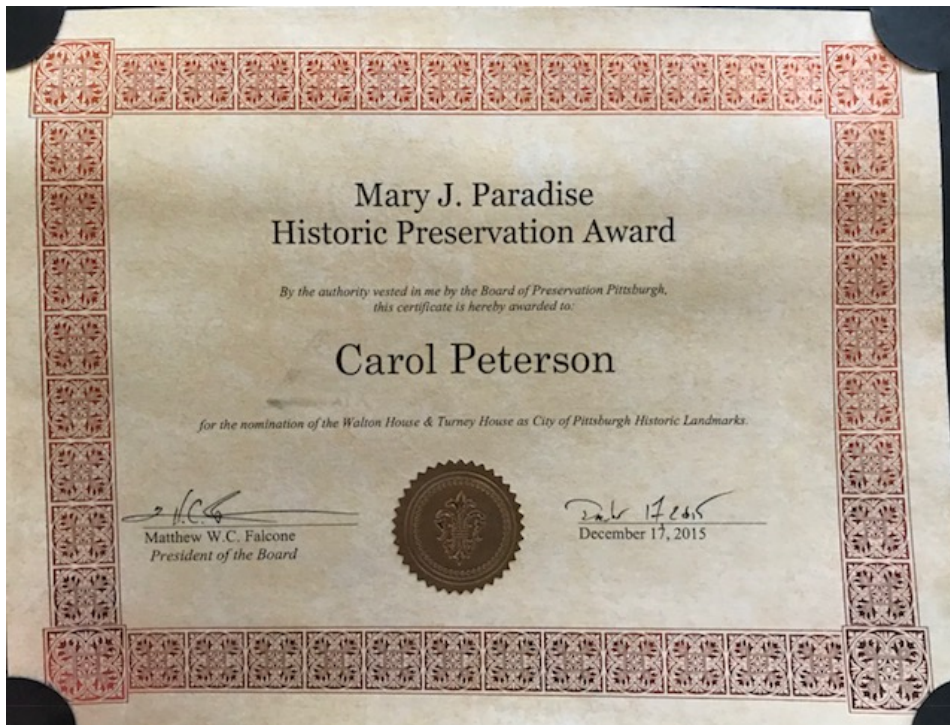 Mary J. Paradise
Historic Preservation Award
By the authority vested in me by the Board of Preservation Pittsburgh,
this certificate is hereby awarded to:
Carol Peterson
for the nomination of the Walton House & Turney House as City of Pittsburgh Historic Landmarks.
Matthew W.C. Falcone
President of the Board
17 2015
December 17, 2015